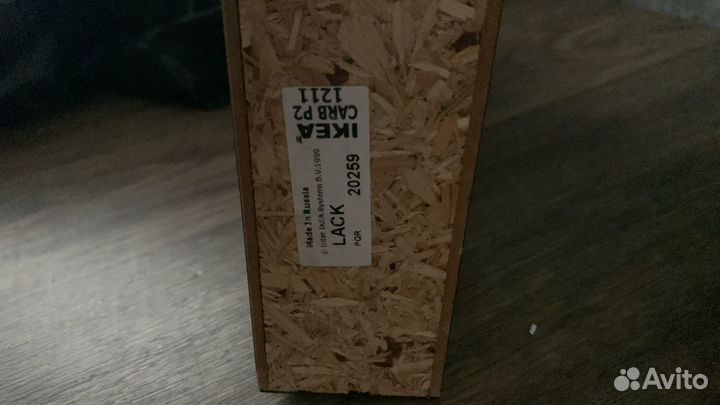 Made In Russia
© Inter IKEA Systems B.V.1999
LACK 20259
PQR
IKEA
CARB P2
1211
Avito